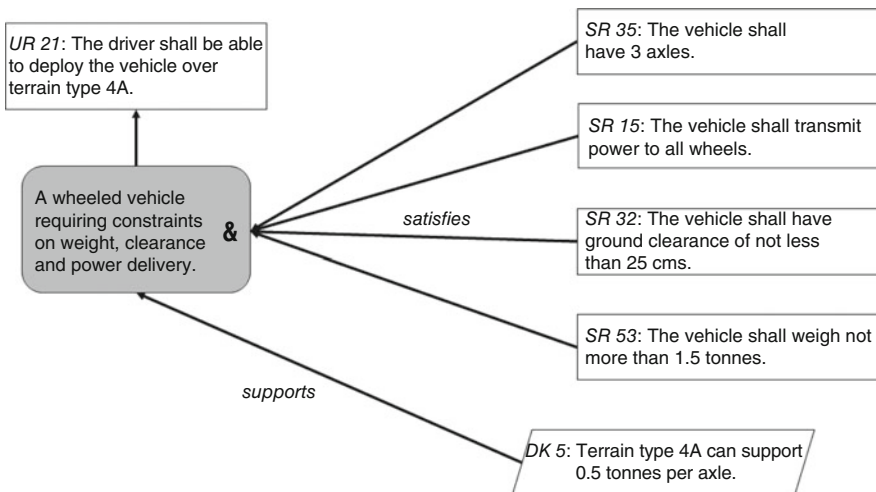 UR 21: The driver shall be able
to deploy the vehicle over
terrain type 4A.
SR 35: The vehicle shall
have 3 axles.
SR 15: The vehicle shall transmit
power to all wheels.
A wheeled vehicle
requiring constraints
on weight, clearance
and power delivery.
&
satisfies
SR 32: The vehicle shall have
ground clearance of not less
than 25 cms.
SR 53: The vehicle shall weigh not
more than 1.5 tonnes.
supports
DK 5: Terrain type 4A can support
0.5 tonnes per axle.